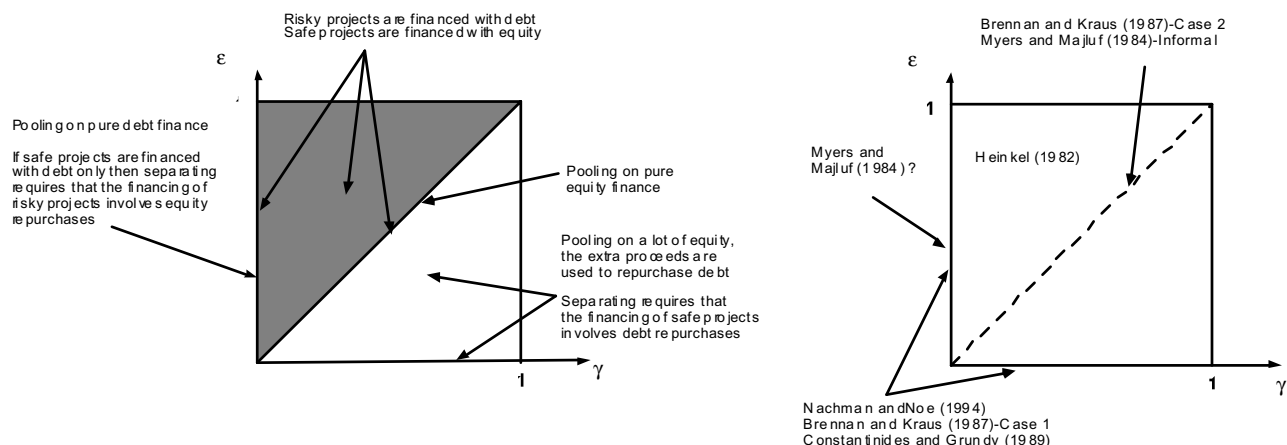 Risky projects are financed with debt
Safe projects are financed with equity
ε
Pooling on pure debt finance
If safe projects are financed
with debt only then separating
requires that the financing of
risky projects involves equity
repurchases
Pooling on pure
equity finance
Pooling on a lot of equity,
the extra proceeds are
used to repurchase debt
Separating requires that
the financing of safe projects
involves debt repurchases
1
γ
Brennan and Kraus (1987)-Case 2
Myers and Majluf (1984)-Informal
ε
1
Myers and
Majluf (1984) ?
Heinkel (1982)
1
γ
Nachman andNoe (1994)
Brennan and Kraus (1987)-Case 1
Constantinides and Grundy (1989)